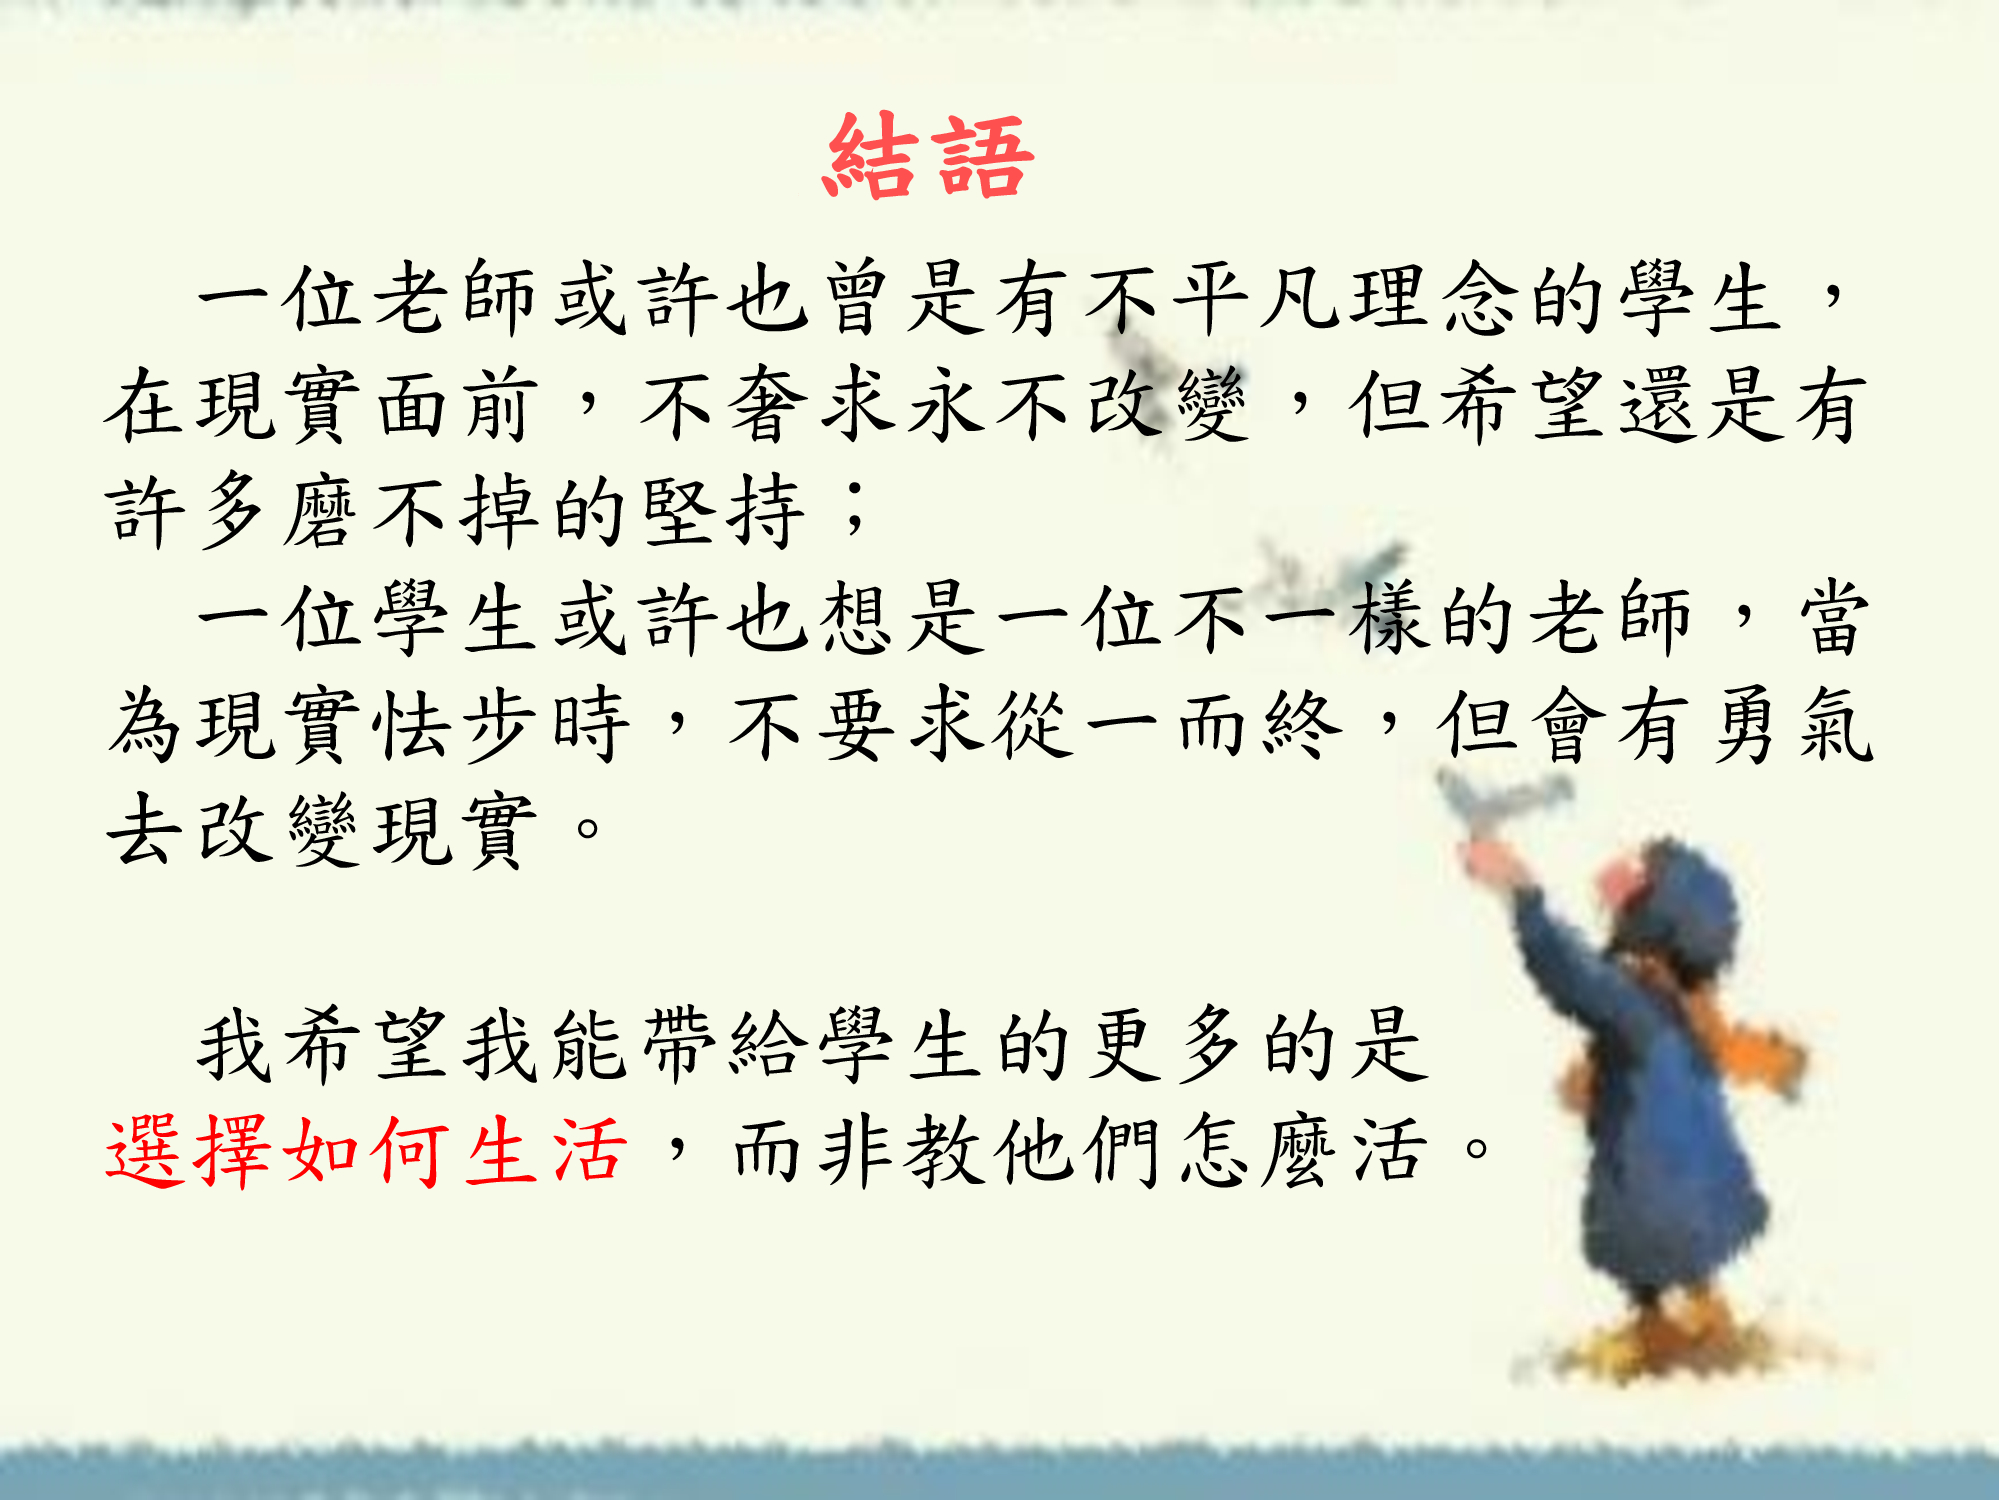 結語
一位老師或許也曾是有不平凡理念的學生，
在現實面前，不奢求永不改變，但希望還是有
許多磨不掉的堅持；
一位學生或許也想是一位不一樣的老師，當
為現實怯步時，不要求從一而終，但會有勇氣
去改變現實。
我希望我能帶給學生的更多的是
選擇如何生活，而非教他們怎麼活。